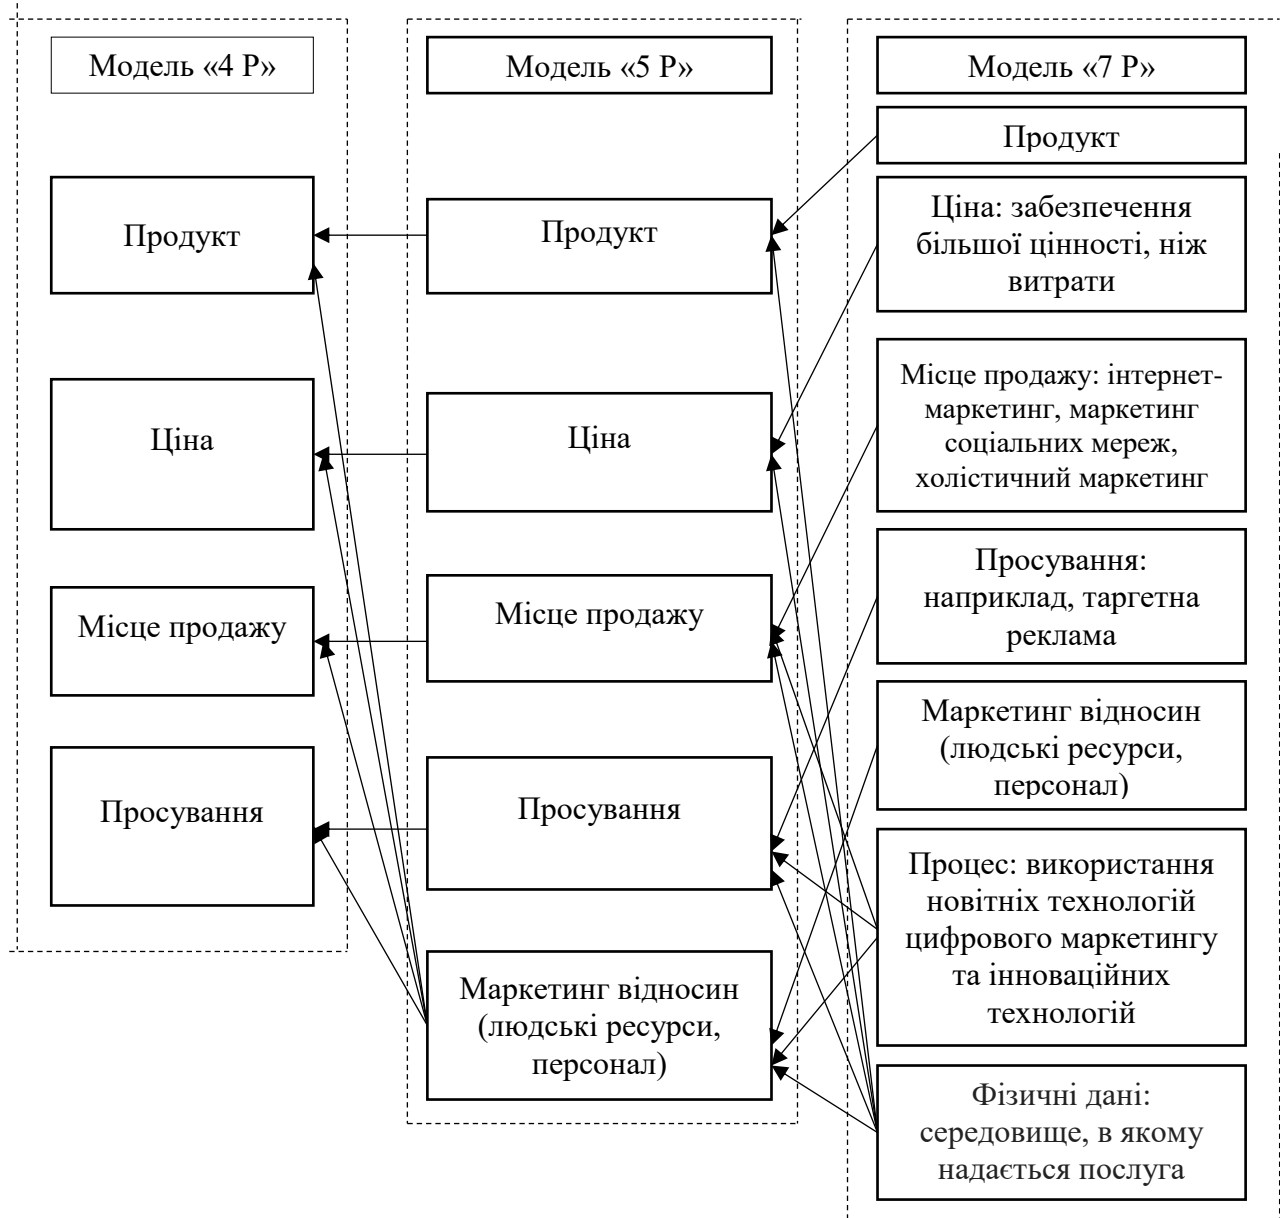 Модель «4 Р»
Продукт
Ціна
Місце продажу
Просування
Модель «5 Р»
Продукт
Ціна
Місце продажу
Просування
Маркетинг відносин
(людські ресурси,
персонал)
Модель «7 Р»
Продукт
Ціна: забезпечення
більшої цінності, ніж
витрати
Місце продажу: інтернет-
маркетинг, маркетинг
соціальних мереж,
холістичний маркетинг
Просування:
наприклад, таргетна
реклама
Маркетинг відносин
(людські ресурси,
персонал)
Процес: використання
новітніх технологій
цифрового маркетингу
та інноваційних
технологій
Фізичні дані:
середовище, в якому
надається послуга